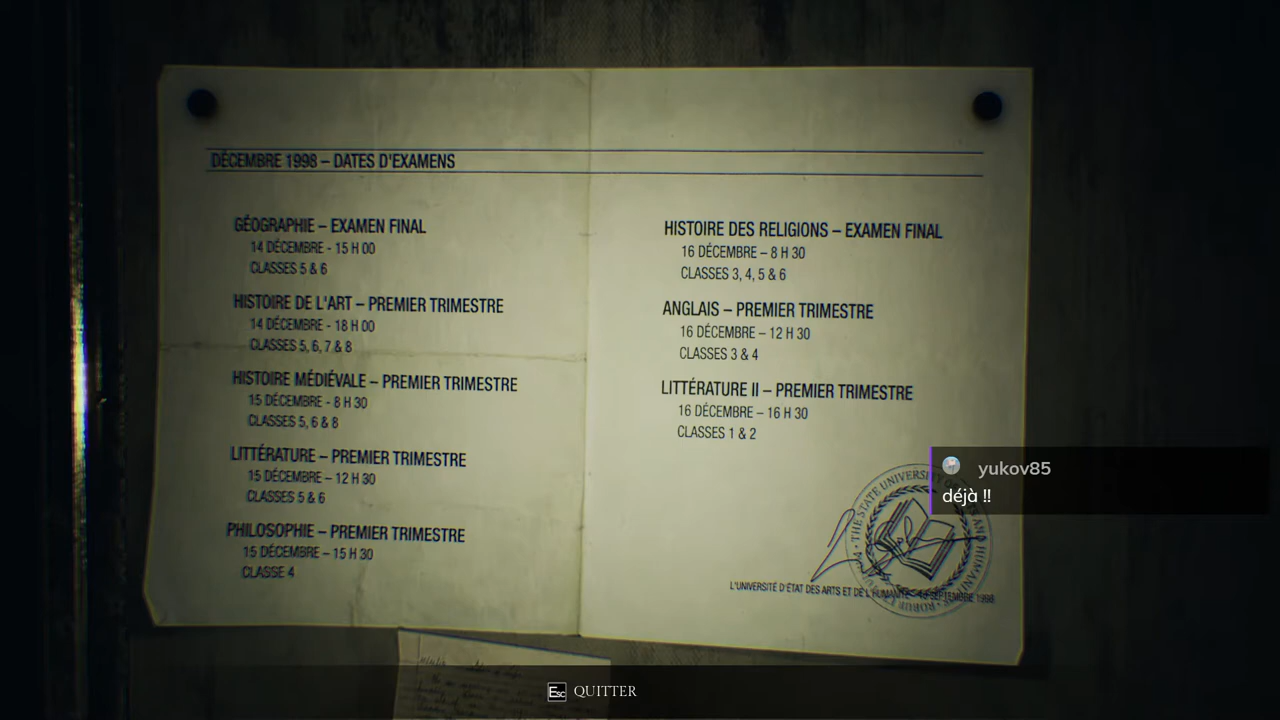 DÉCEMBRE 1998 – DATES D'EXAMENS
GÉOGRAPHIE – EXAMEN FINAL
14 DÉCEMBRE - 15 H 00
CLASSES 5 & 6
HISTOIRE DE L'ART – PREMIER TRIMESTRE
14 DÉCEMBRE - 18 H 00
CLASSES 5, 6, 7 & 8
HISTOIRE MÉDIÉVALE – PREMIER TRIMESTRE
15 DÉCEMBRE - 8 H 30
CLASSES 5, 6 & 8
LITTÉRATURE – PREMIER TRIMESTRE
15 DÉCEMBRE – 12 H 30
CLASSES 5 & 6
PHILOSOPHIE – PREMIER TRIMESTRE
15 DÉCEMBRE – 15 H 30
CLASSE 4
HISTOIRE DES RELIGIONS – EXAMEN FINAL
16 DÉCEMBRE – 8 H 30
CLASSES 3, 4, 5 & 6
ANGLAIS – PREMIER TRIMESTRE
16 DÉCEMBRE – 12 H 30
CLASSES 3 & 4
LITTÉRATURE II – PREMIER TRIMESTRE
16 DÉCEMBRE – 16 H 30
CLASSES 1 & 2
yukov85
déjà !!
THE STATE UNIVERSITY
L'UNIVERSITÉ D'ÉTAT DES ARTS ET DE L'HUMANITÉ SEPTEMBRE 1998
Esc QUITTER